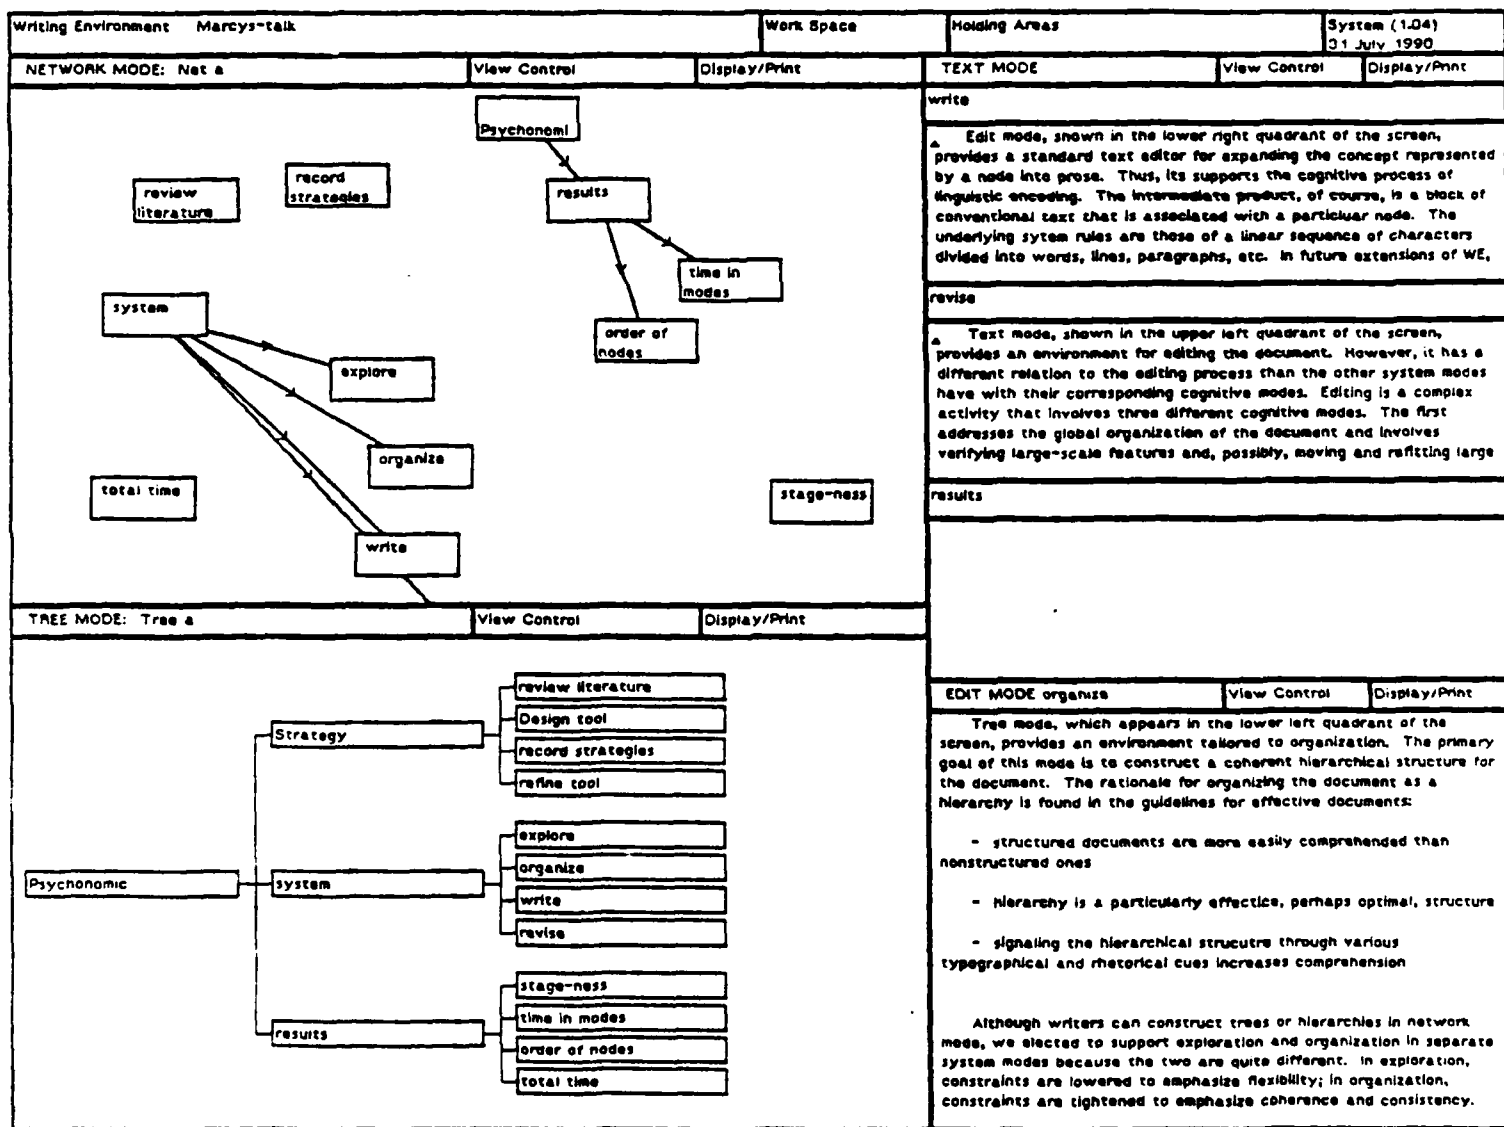 Writing Environment Marcys-talk
Work Space
Holding Areas
System (1.04)
31 July 1990
NETWORK MODE: Net a
View Control
Display/Print
Psychonomi
record
strategies
review
literature
results
time in
modes
system
order of
nodes
explore
organize
total time
stage-ness
write
TREE MODE: Tree a
View Control
Display/Print
Psychonomic
Strategy
review literature
Design tool
record strategies
refine tool
system
explore
organize
write
revise
results
stage-ness
time in modes
order of nodes
total time
TEXT MODE
View Control
Display/Print
write
Edit mode, shown in the lower right quadrant of the screen,
provides a standard text editor for expanding the concept represented
by a node into prose. Thus, its supports the cognitive process of
linguistic encoding. The intermediate product, of course, is a block of
conventional text that is associated with a particluar node. The
underlying sytem rules are those of a linear sequence of characters
divided into words, lines, paragraphs, etc. In future extensions of WE,
revise
Text mode, shown in the upper left quadrant of the screen,
provides an environment for editing the document. However, it has a
different relation to the editing process than the other system modes
have with their corresponding cognitive modes. Editing is a complex
activity that involves three different cognitive modes. The first
addresses the global organization of the document and involves
verifying large-scale features and, possibly, moving and refitting large
results
EDIT MODE organize
View Control
Display/Print
Tree mode, which appears in the lower left quadrant of the
screen, provides an environment tailored to organization. The primary
goal of this mode is to construct a coherent hierarchical structure for
the document. The rationale for organizing the document as a
hierarchy is found in the guidelines for effective documents:
- structured documents are more easily comprehended than
nonstructured ones
- hierarchy is a particularly effectice, perhaps optimal, structure
- signaling the hierarchical strucutre through various
typographical and rhetorical cues increases comprehension
Although writers can construct trees or hierarchies in network
mode, we elected to support exploration and organization in separate
system modes because the two are quite different. In exploration,
constraints are lowered to emphasize flexibility; in organization,
constraints are tightened to emphasize coherence and consistency.